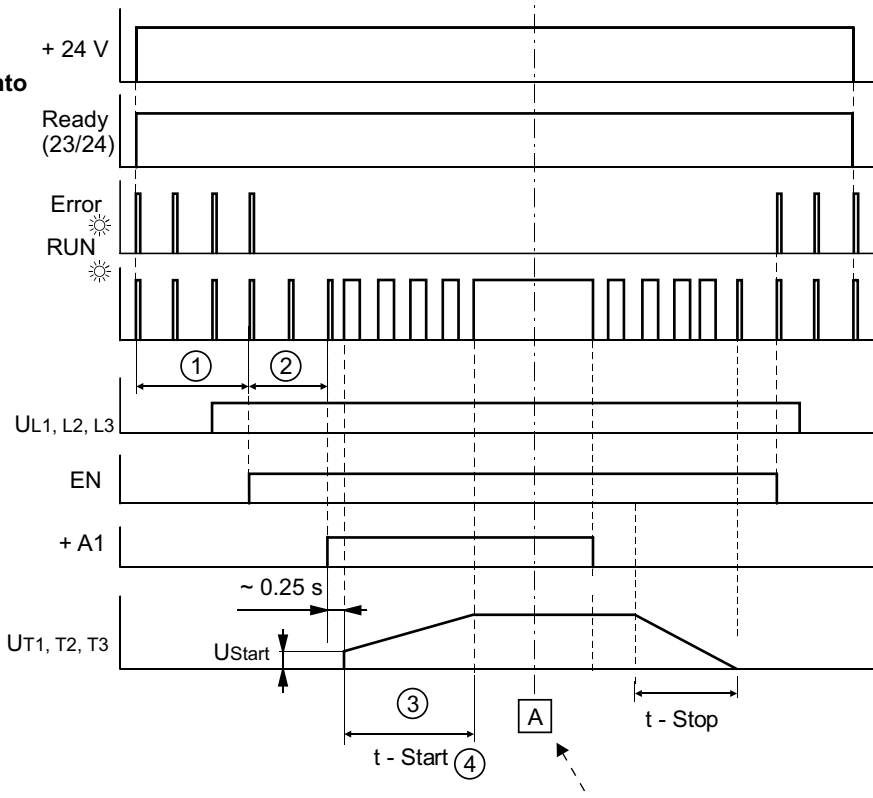 + 24 V
nto
Ready
(23/24)
Error
RUN
1
2
UL1, L2, L3
EN
+ A1
~ 0.25 s
UT1, T2, T3
UStart
3
A
t - Stop
t - Start 4